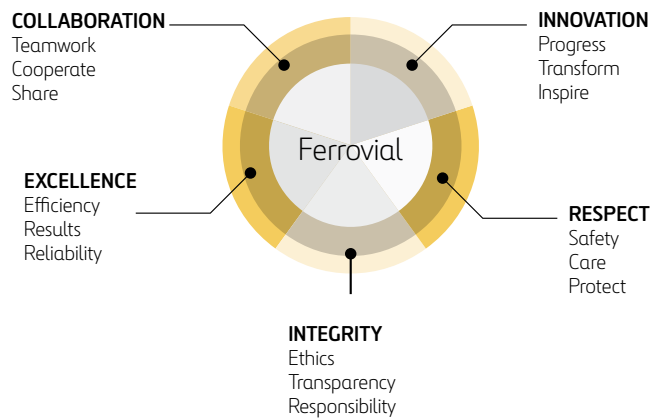 COLLABORATION
Teamwork
Cooperate
Share
INNOVATION
Progress
Transform
Inspire
Ferrovial
EXCELLENCE
Efficiency
Results
Reliability
RESPECT
Safety
Care
Protect
INTEGRITY
Ethics
Transparency
Responsibility